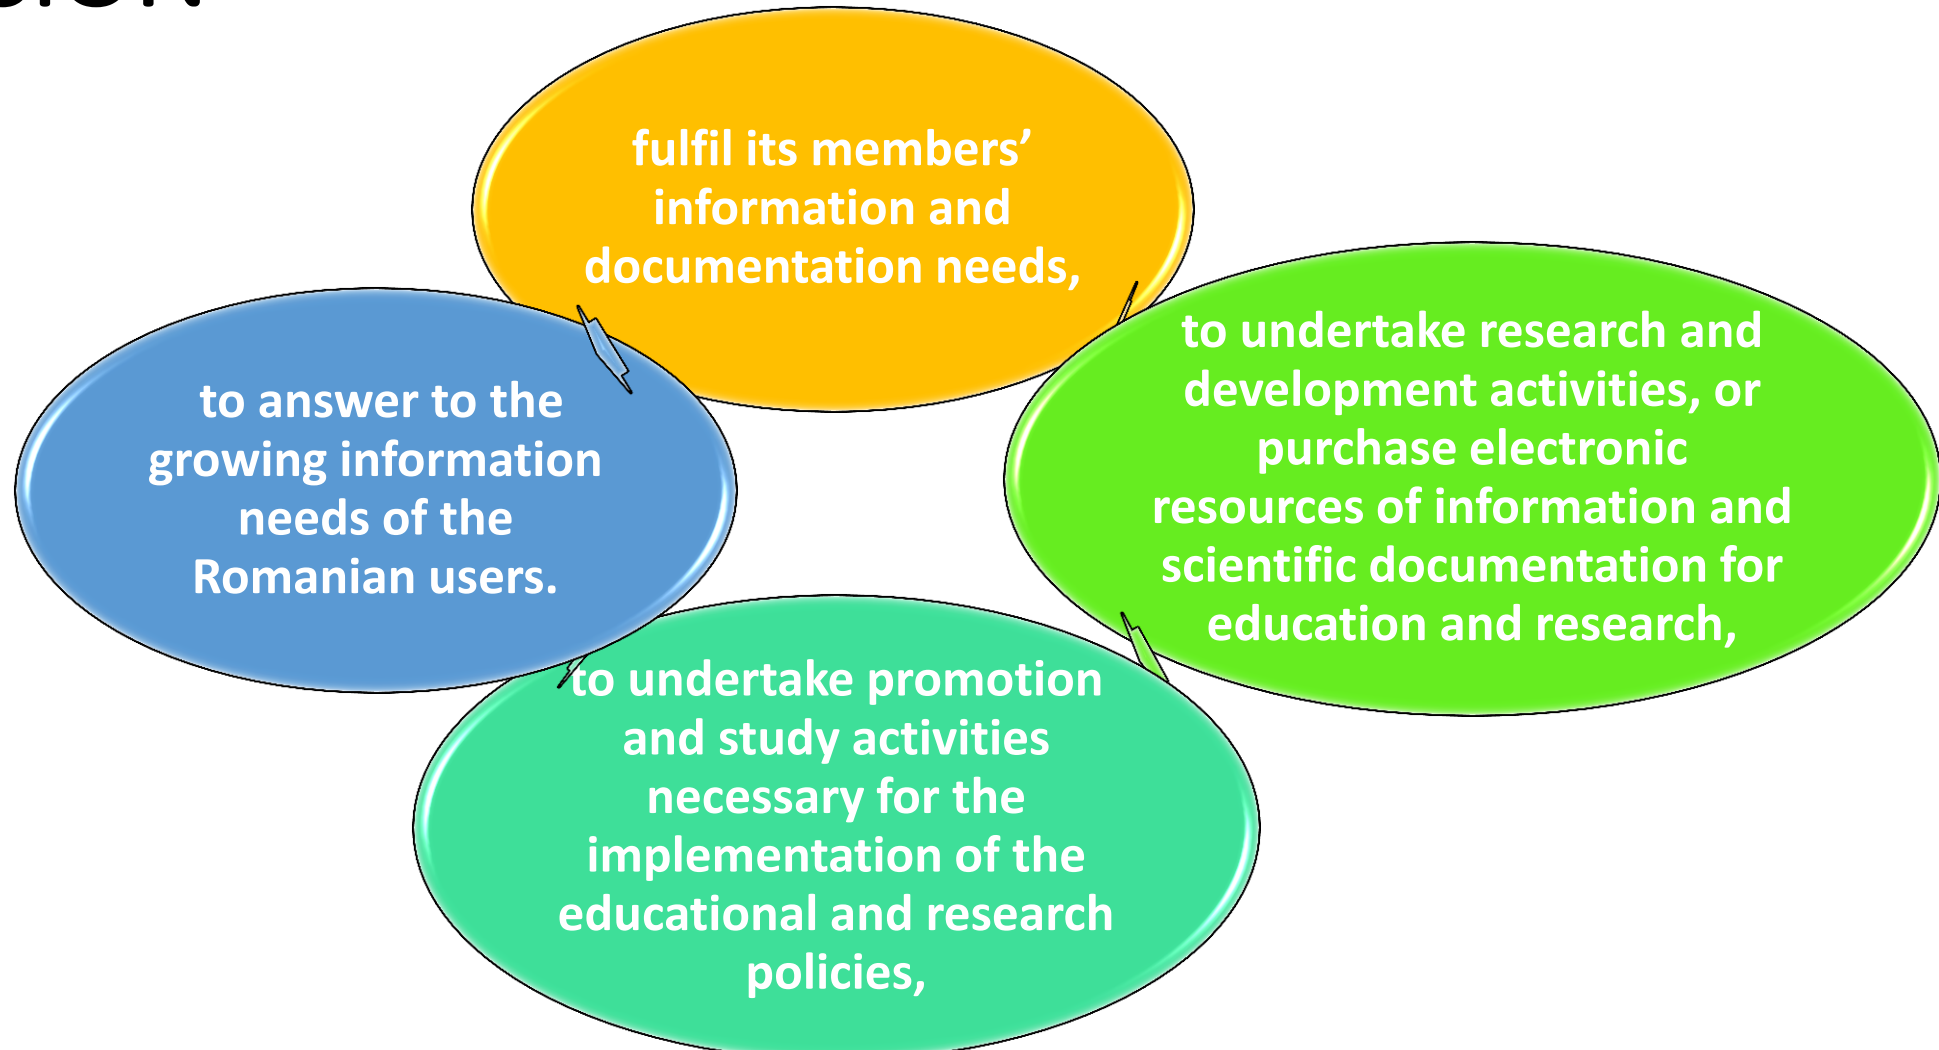 fulfil its members’
information and
documentation needs,
to undertake research and
development activities, or
purchase electronic
resources of information and
scientific documentation for
education and research,
to undertake promotion
and study activities
necessary for the
implementation of the
educational and research
policies,
to answer to the
growing information
needs of the
Romanian users.